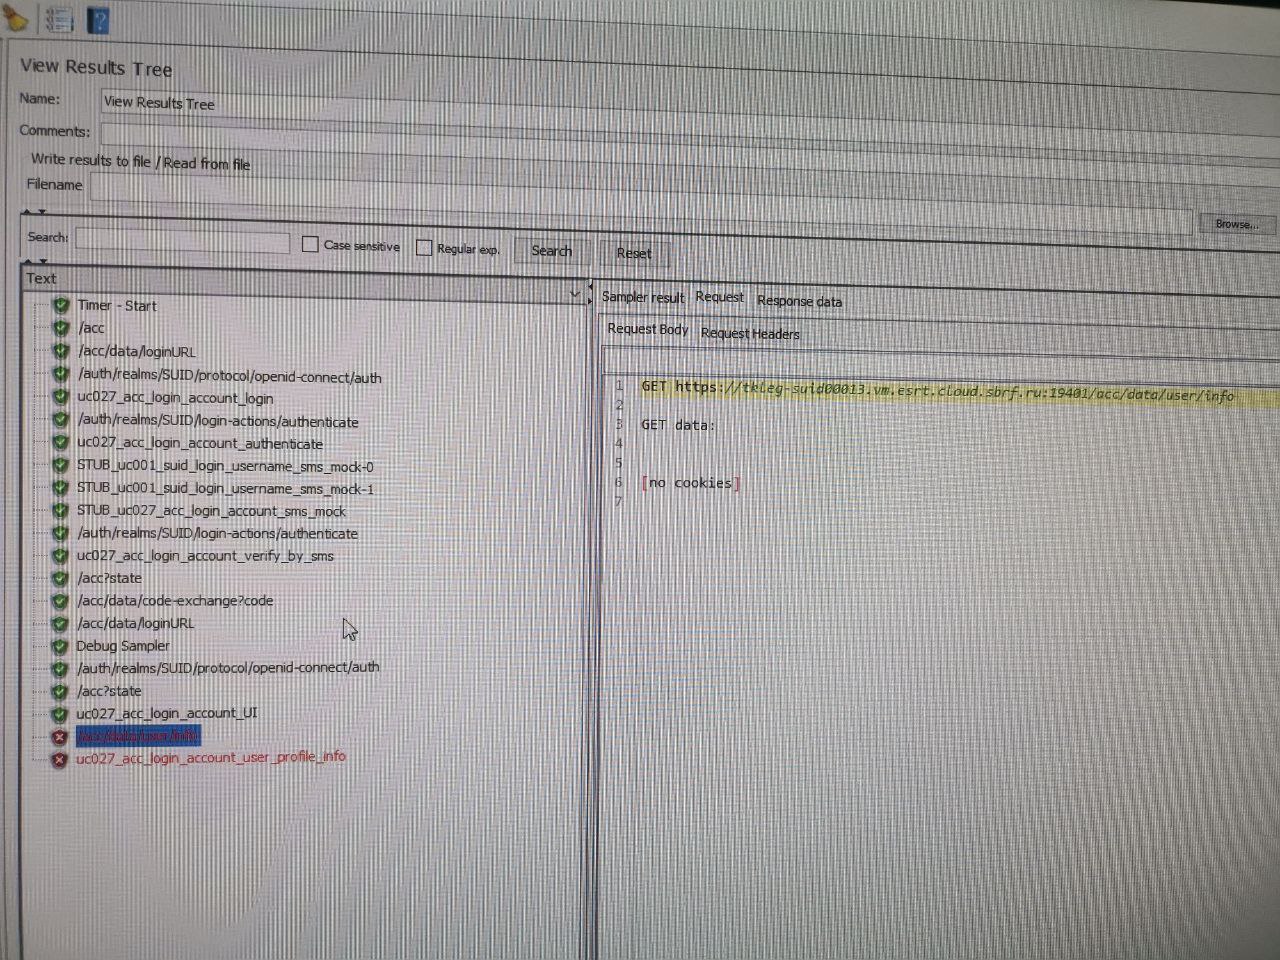 View Results Tree
Name: View Results Tree
Comments:
Write results to file / Read from file
Filename
Browse...
Search: Case sensitive Regular exp. Search Reset
Text
Timer - Start
/acc
/acc/data/loginURL
/auth/realms/SUID/protocol/openid-connect/auth
uc027_acc_login_account_login
/auth/realms/SUID/login-actions/authenticate
uc027_acc_login_account_authenticate
STUB_uc001_suid_login_username_sms_mock-0
STUB_uc001_suid_login_username_sms_mock-1
STUB_uc027_acc_login_account_sms_mock
/auth/realms/SUID/login-actions/authenticate
uc027_acc_login_account_verify_by_sms
/acc?state
/acc/data/code-exchange?code
/acc/data/loginURL
Debug Sampler
/auth/realms/SUID/protocol/openid-connect/auth
/acc?state
uc027_acc_login_account_UI
/acc/data/user/info
uc027_acc_login_account_user_profile_info
Sampler result Request Response data
Request Body Request Headers
1 GET https://tkleg-suid00013.vm.esrt.cloud.sbrf.ru:19401/acc/data/user/info
2
3 GET data:
4
5
6 [no cookies]
7